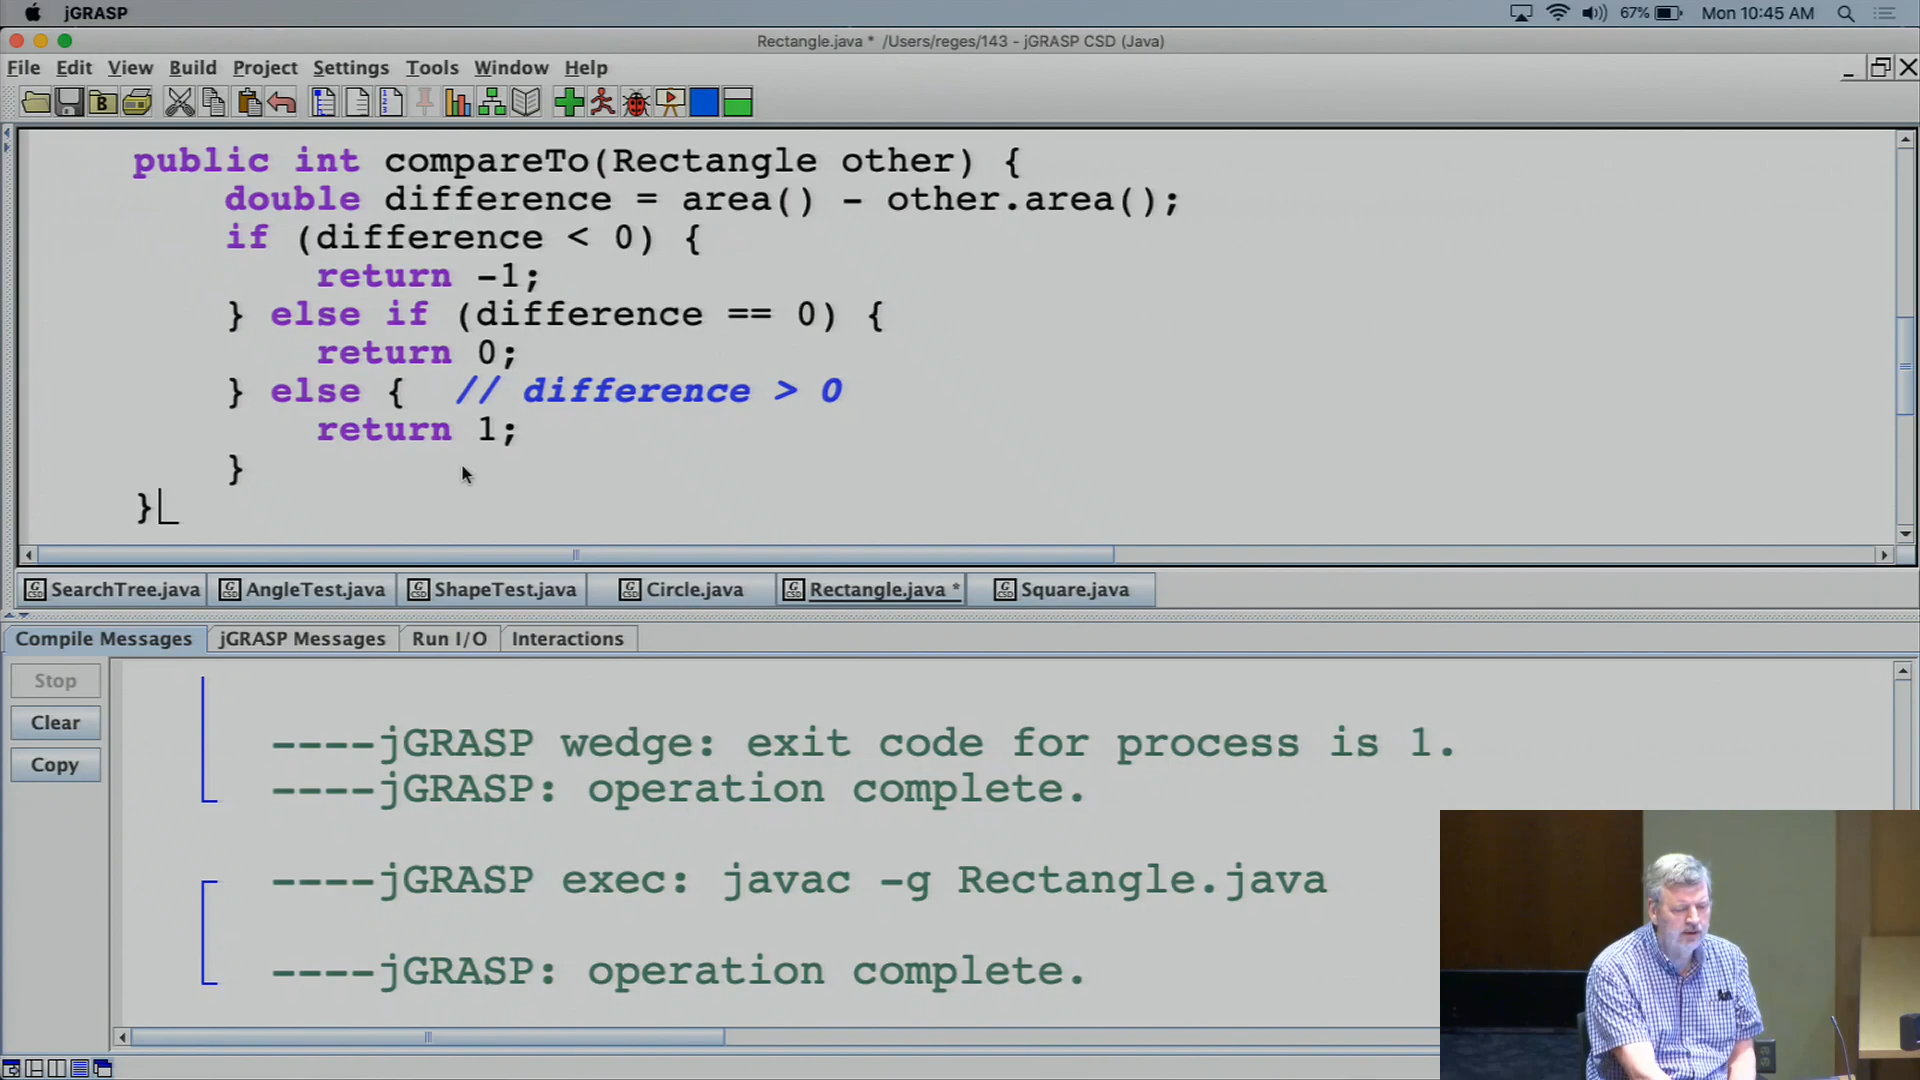 jGRASP
67% Mon 10:45 AM
Rectangle.java * /Users/reges/143 - jGRASP CSD (Java)
File Edit View Build Project Settings Tools Window Help
public int compareTo(Rectangle other) {
double difference = area() - other.area();
if (difference < 0) {
return -1;
} else if (difference == 0) {
return 0;
} else { // difference > 0
return 1;
}
}
SearchTree.java AngleTest.java ShapeTest.java Circle.java Rectangle.java * Square.java
Compile Messages jGRASP Messages Run I/O Interactions
Stop
Clear
Copy
----jGRASP wedge: exit code for process is 1.
----jGRASP: operation complete.
----jGRASP exec: javac -g Rectangle.java
----jGRASP: operation complete.